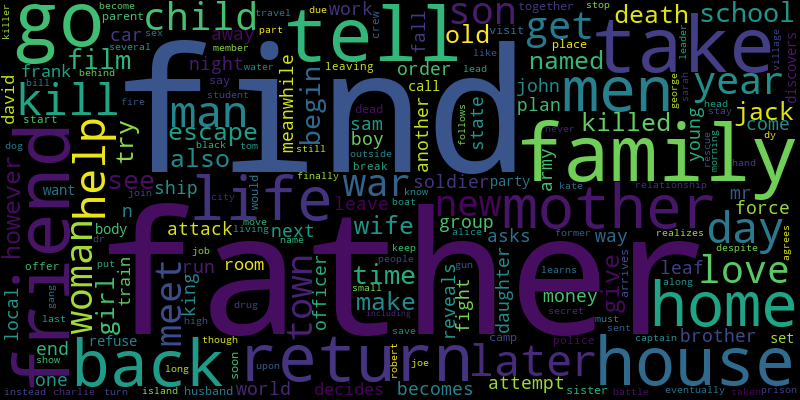 find
father
family
tell
take
go
child
son
get
death
school
old
work
killer
become
parent
several
sex
due
part
crew
travel
visit
together
stop
place
leader
village
like
lead
car
away
fall
film
night
member
leaving
order
named
men
year
discovers
frank
behind
bill
say
water
meanwhile
begin
call
john
plan
george
sarah
head
stay
jack
david
start
kill
man
student
fire
dead
sam
boy
state
follows
another
killed
young
come
dog
try
escape
black
tom
still
outside
break
army
never
dy
rescue
morning
hand
friend
help
also
see
life
war
soldier
party
kate
relationship
however
want
join
ship
city
would
finally
leave
know
boat
new
mother
mr
force
day
woman
body
n
attack
move
living
next
wife
group
alice
asks
way
former
realizes
despite
agrees
local
offer
girl
train
dr
put
meet
run
job
room
name
town
officer
time
keep
people
reveals
fight
gun
daughter
learns
give
arrives
leaf
love
along
home
gang
last
king
high
drug
small
make
including
money
secret
must
sent
captain
brother
set
end
show
one
back
refuse
long
though
soon
return
save
later
camp
police
house
instead
charlie
turn
island
husband
upon
world
decides
robert
joe
becomes
attempt
sister
battle
eventually
taken
prison